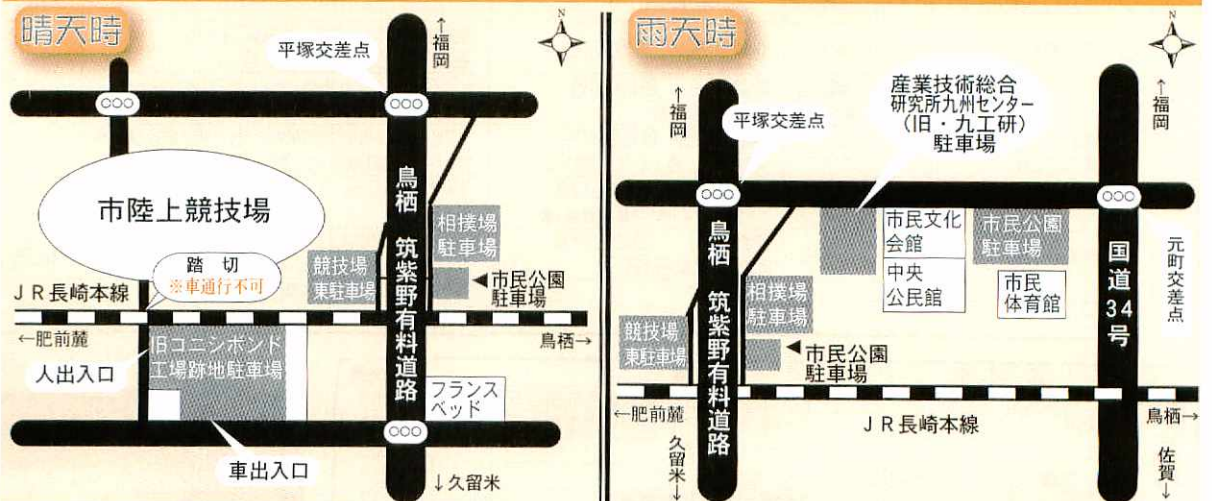 晴天時
N
↑福岡
平塚交差点
市陸上競技場
踏切
※車通行不可
鳥栖 筑紫野有料道路
相撲場
駐車場
競技場
東駐車場
◀市民公園
駐車場
JR長崎本線
←肥前麓
鳥栖→
旧コニシボンド
工場跡地駐車場
人出入口
フランス
ベッド
車出入口
↓久留米
雨天時
N
↑福岡
平塚交差点
産業技術総合
研究所九州センター
(旧・九工研)
駐車場
↑福岡
市民文化
会館
中央
公民館
市民公園
駐車場
市民
体育館
国道34号
元町交差点
鳥栖 筑紫野有料道路
相撲場
駐車場
競技場
東駐車場
◀市民公園
駐車場
←肥前麓
JR長崎本線
鳥栖→
久留米↓
佐賀↓